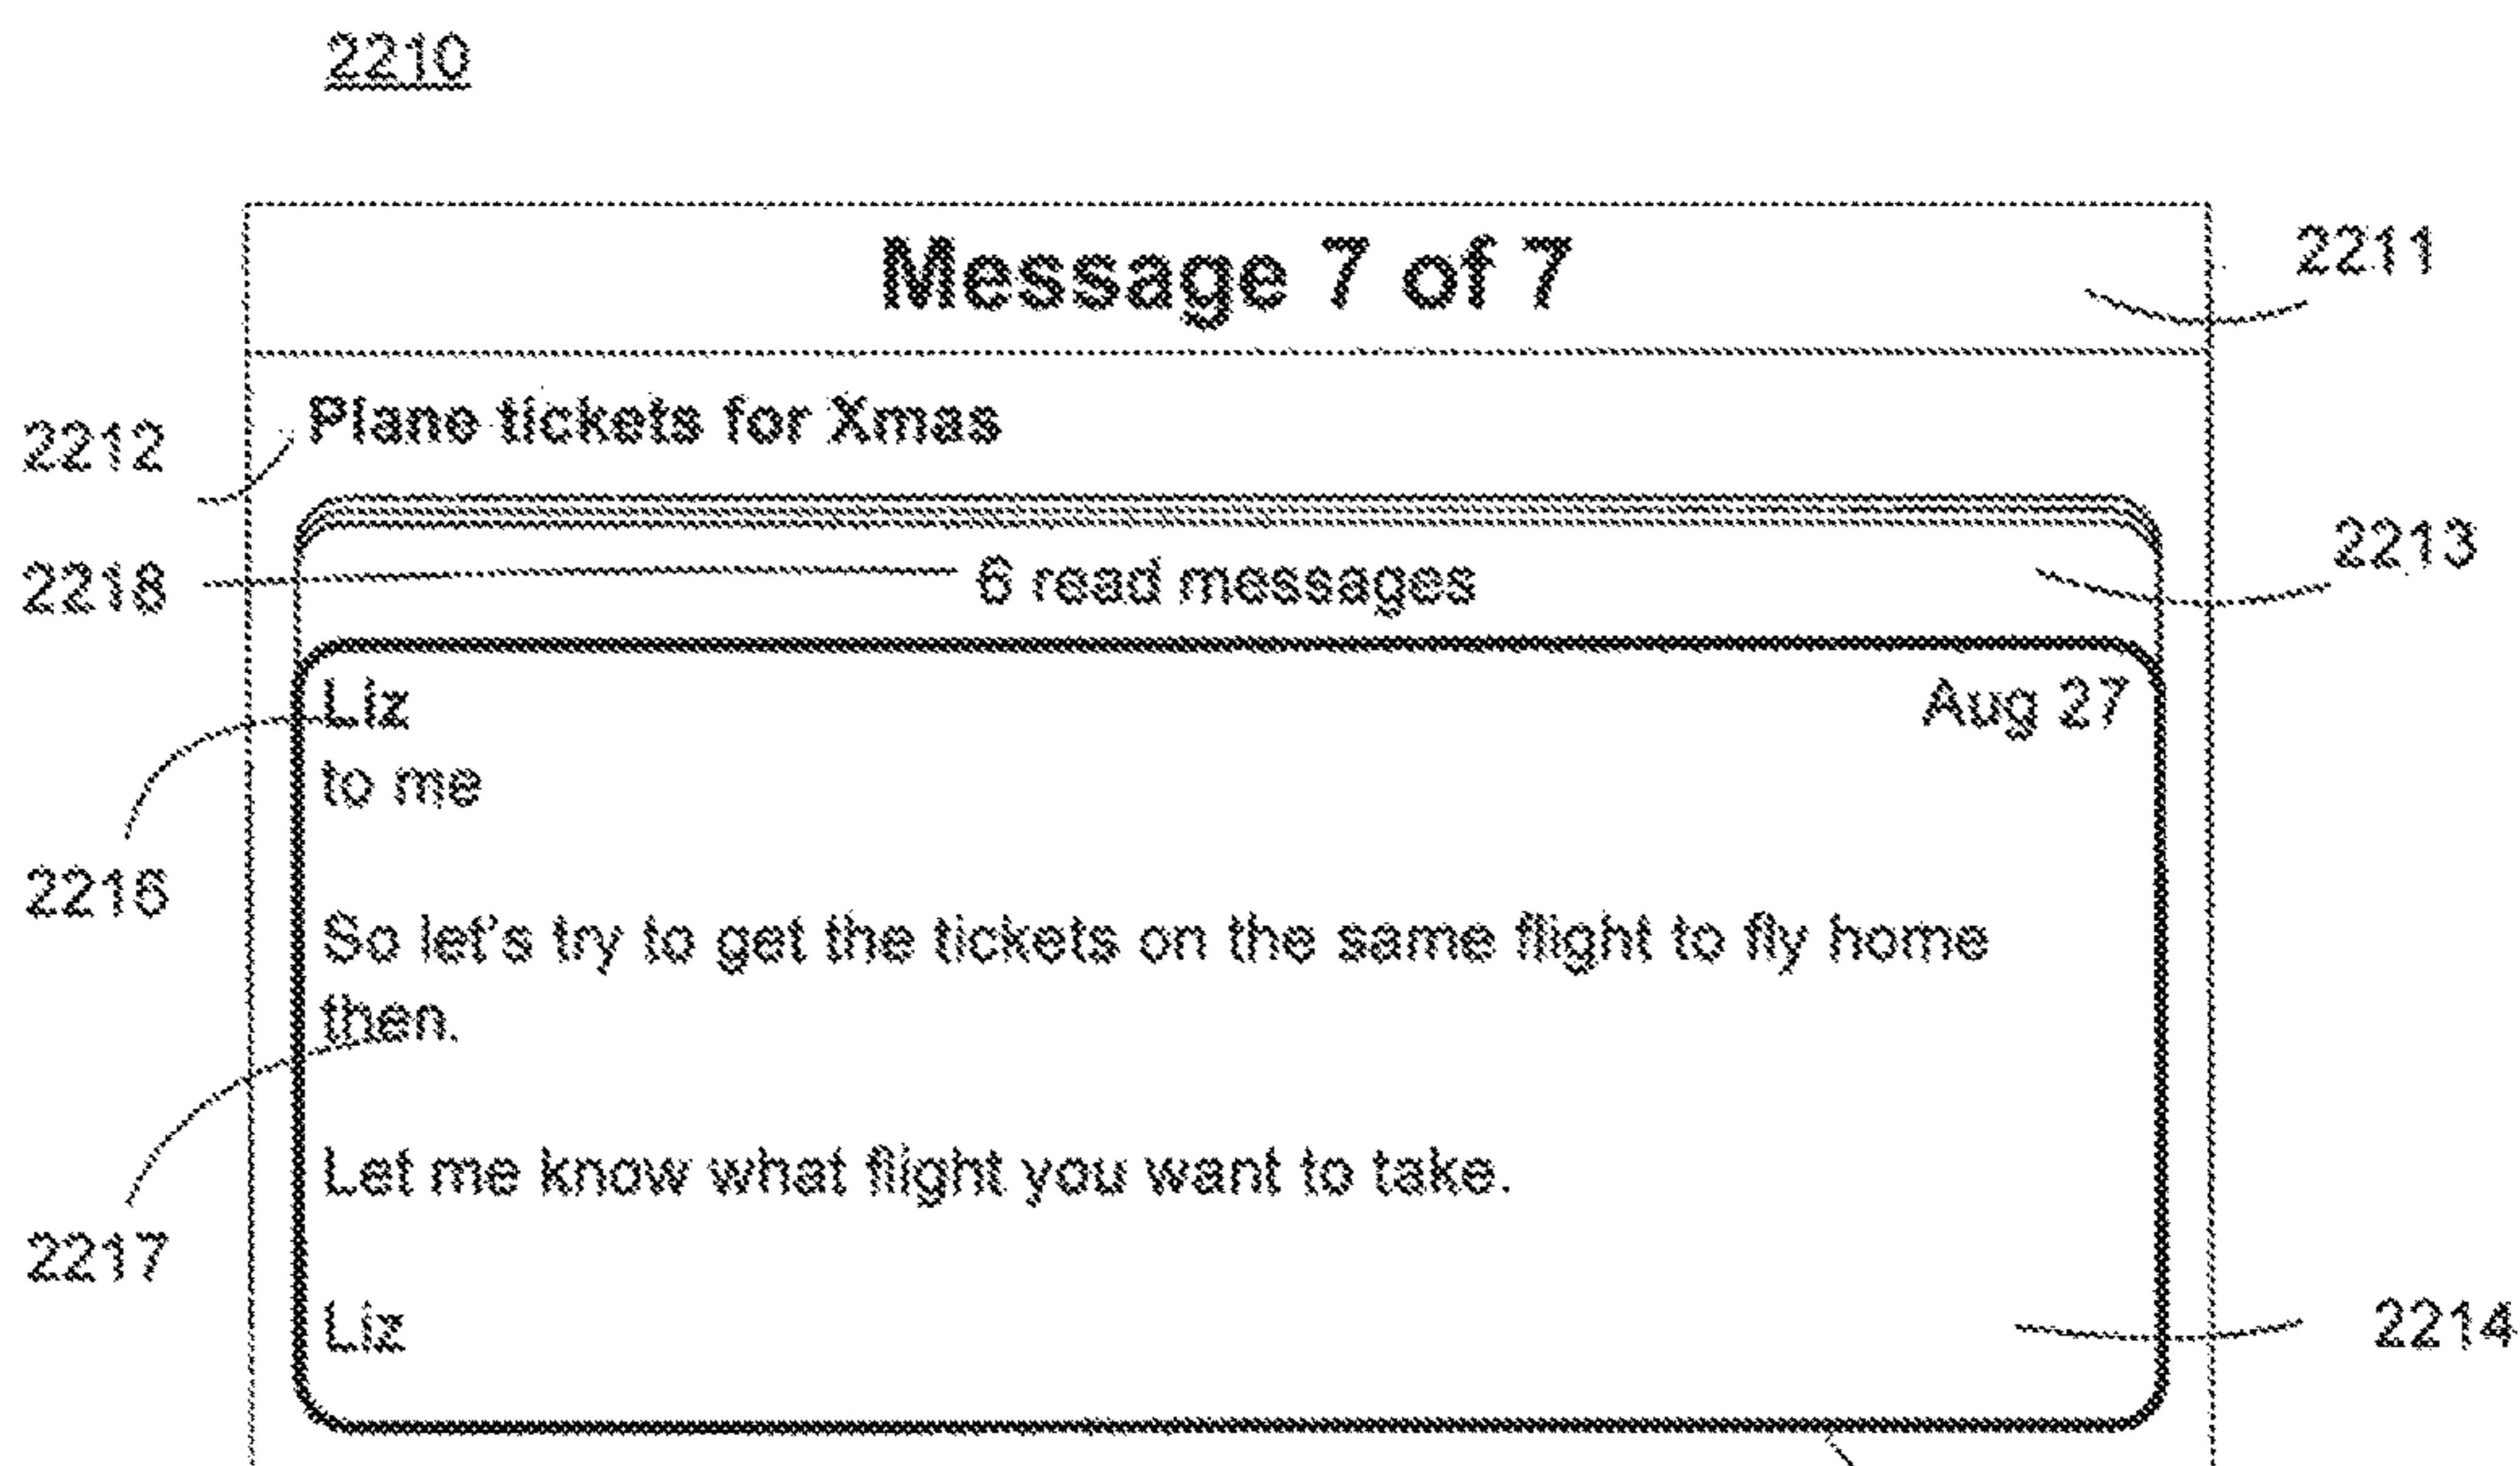 2210
Message 7 of 7
2211
Plane tickets for Xmas
2212
2213
6 read messages
2218
Liz
Aug 27
to me
2216
So let's try to get the tickets on the same flight to fly home
then.
Let me know what flight you want to take.
2217
Liz
2214